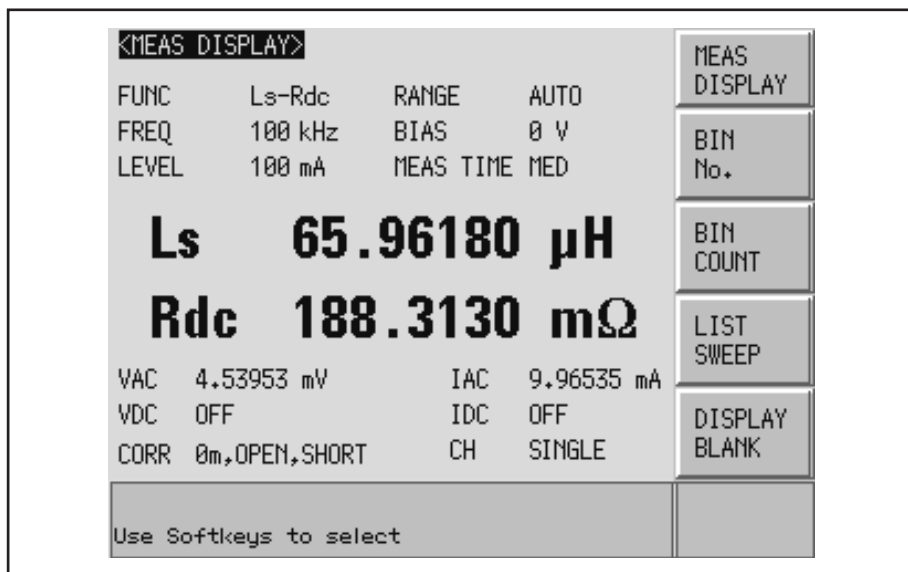 <MEAS DISPLAY>
FUNC Ls-Rdc RANGE AUTO
FREQ 100 kHz BIAS 0 V
LEVEL 100 mA MEAS TIME MED
Ls 65.96180 µH
Rdc 188.3130 mΩ
VAC 4.53953 mV IAC 9.96535 mA
VDC OFF IDC OFF
CORR 0m,OPEN,SHORT CH SINGLE
Use Softkeys to select
MEAS
DISPLAY
BIN
No.
BIN
COUNT
LIST
SWEEP
DISPLAY
BLANK